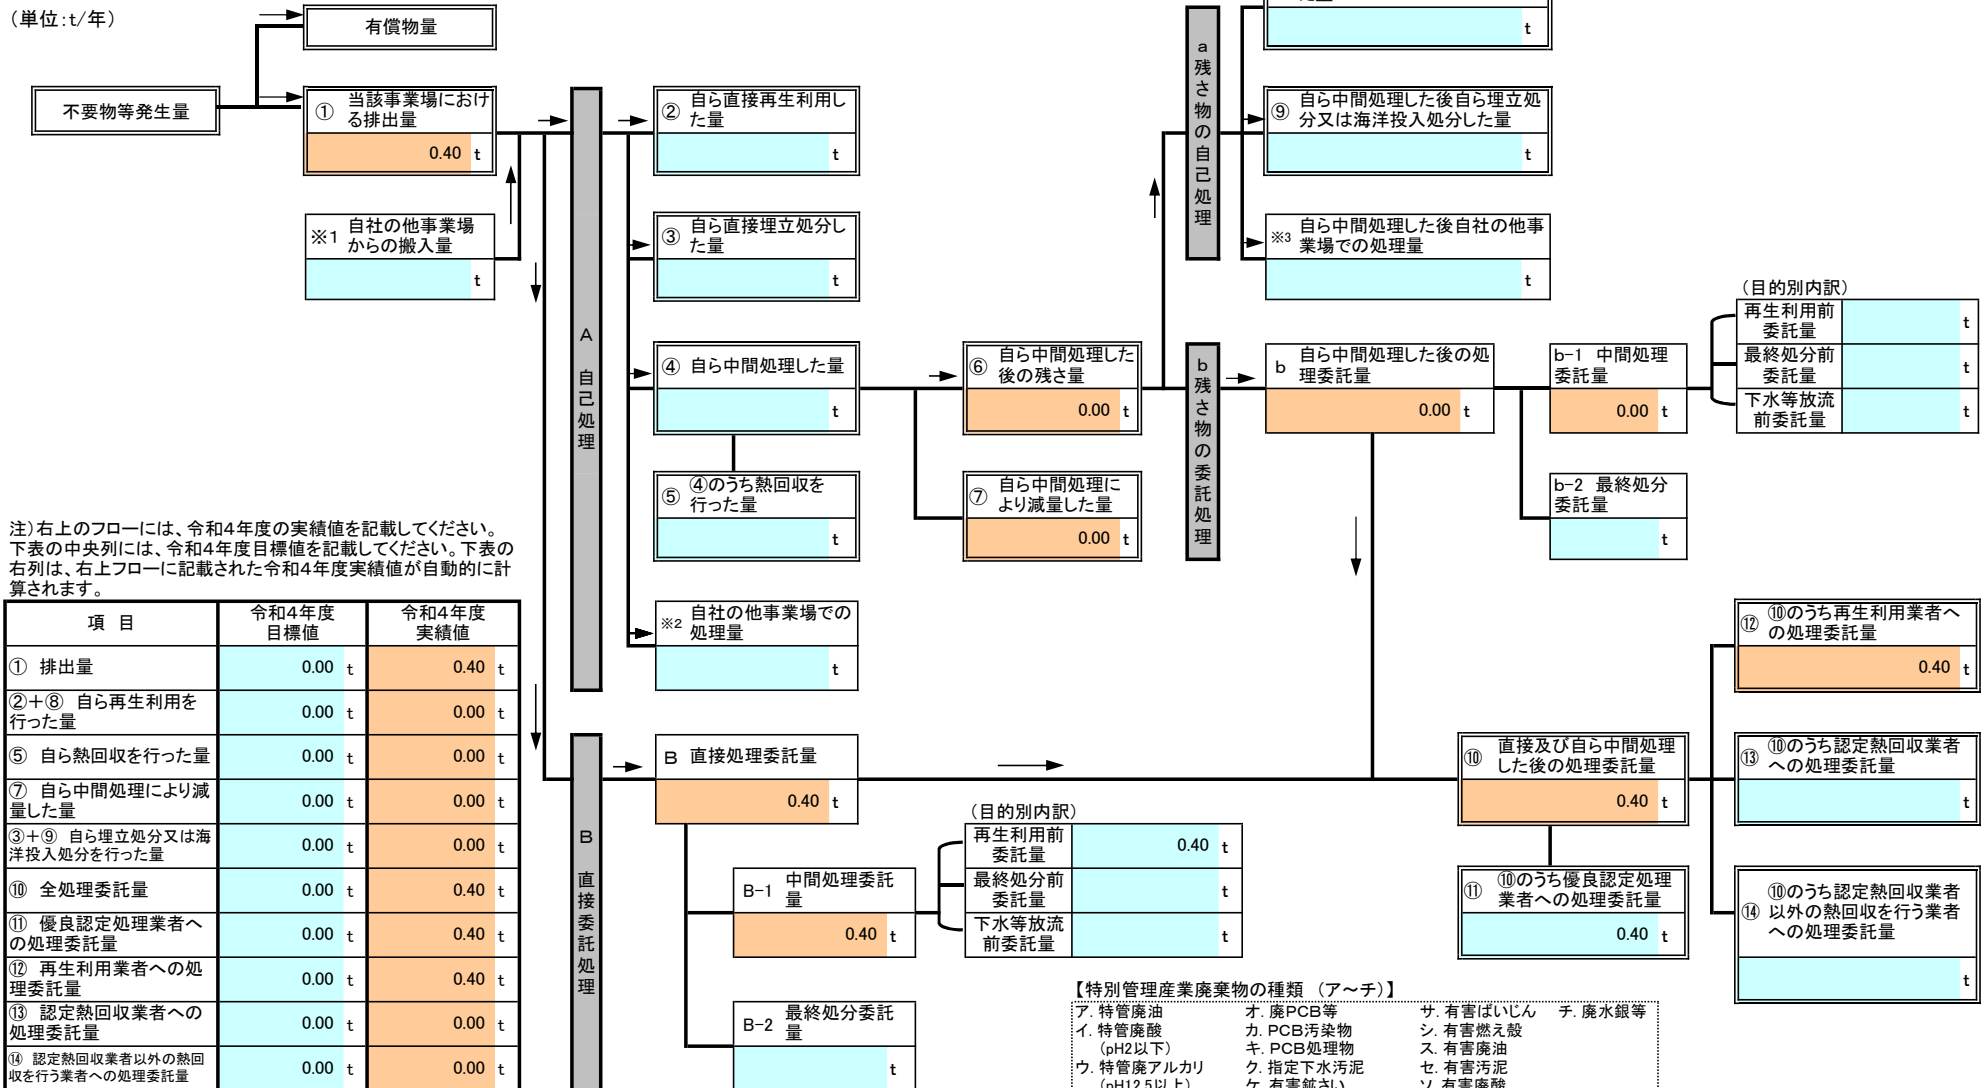 （単位：t/年）
有償物量
不要物等発生量
① 当該事業場におけ
る排出量
0.40 t
※1 自社の他事業場
からの搬入量
t
A 自己処理
② 自ら直接再生利用し
た量
t
③ 自ら直接埋立処分し
た量
t
④ 自ら中間処理した量
t
⑤ ④のうち熱回収を
行った量
t
※2 自社の他事業場での
処理量
t
⑥ 自ら中間処理した
後の残さ量
0.00 t
⑦ 自ら中間処理に
より減量した量
0.00 t
a 残さ物の自己処理
t
⑨ 自ら中間処理した後自ら埋立処
分又は海洋投入処分した量
t
※3 自ら中間処理した後自社の他事
業場での処理量
t
b 残さ物の委託処理
b 自ら中間処理した後の処
理委託量
0.00 t
b-1 中間処理
委託量
0.00 t
（目的別内訳）
再生利用前
委託量 t
最終処分前
委託量 t
下水等放流
前委託量 t
b-2 最終処分
委託量
t
注）右上のフローには、令和４年度の実績値を記載してください。
下表の中央列には、令和４年度目標値を記載してください。下表の
右列は、右上フローに記載された令和４年度実績値が自動的に計
算されます。
項 目 令和４年度 目標値 令和４年度 実績値
① 排出量 0.00 t 0.40 t
②＋⑧ 自ら再生利用を
行った量 0.00 t 0.00 t
⑤ 自ら熱回収を行った量 0.00 t 0.00 t
⑦ 自ら中間処理により減
量した量 0.00 t 0.00 t
③＋⑨ 自ら埋立処分又は海
洋投入処分を行った量 0.00 t 0.00 t
⑩ 全処理委託量 0.00 t 0.40 t
⑪ 優良認定処理業者へ
の処理委託量 0.00 t 0.40 t
⑫ 再生利用業者への処
理委託量 0.00 t 0.40 t
⑬ 認定熱回収業者への
処理委託量 0.00 t 0.00 t
⑭ 認定熱回収業者以外の熱回
収を行う業者への処理委託量 0.00 t 0.00 t
B 直接委託処理
B 直接処理委託量
0.40 t
B-1 中間処理委託
量
0.40 t
（目的別内訳）
再生利用前
委託量 0.40 t
最終処分前
委託量 t
下水等放流
前委託量 t
B-2 最終処分委託
量
t
⑩ 直接及び自ら中間処理
した後の処理委託量
0.40 t
⑪ ⑩のうち優良認定処理
業者への処理委託量
0.40 t
⑫ ⑩のうち再生利用業者へ
の処理委託量
0.40 t
⑬ ⑩のうち認定熱回収業者
への処理委託量
t
⑭ ⑩のうち認定熱回収業者
以外の熱回収を行う業者
への処理委託量
t
【特別管理産業廃棄物の種類 （ア～チ）】
ア．特管廃油 オ．廃PCB等 サ．有害ばいじん チ．廃水銀等
イ．特管廃酸 カ．PCB汚染物 シ．有害燃え殻
（pH2以下） キ．PCB処理物 ス．有害廃油
ウ．特管廃アルカリ ク．指定下水汚泥 セ．有害汚泥
（pH12.5以上） ケ．有害鉱さい ソ．有害廃酸